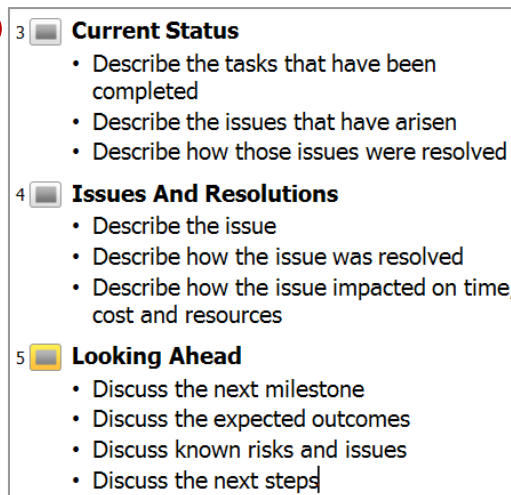 3 Current Status
• Describe the tasks that have been
completed
• Describe the issues that have arisen
• Describe how those issues were resolved
4 Issues And Resolutions
• Describe the issue
• Describe how the issue was resolved
• Describe how the issue impacted on time,
cost and resources
5 Looking Ahead
• Discuss the next milestone
• Discuss the expected outcomes
• Discuss known risks and issues
• Discuss the next steps